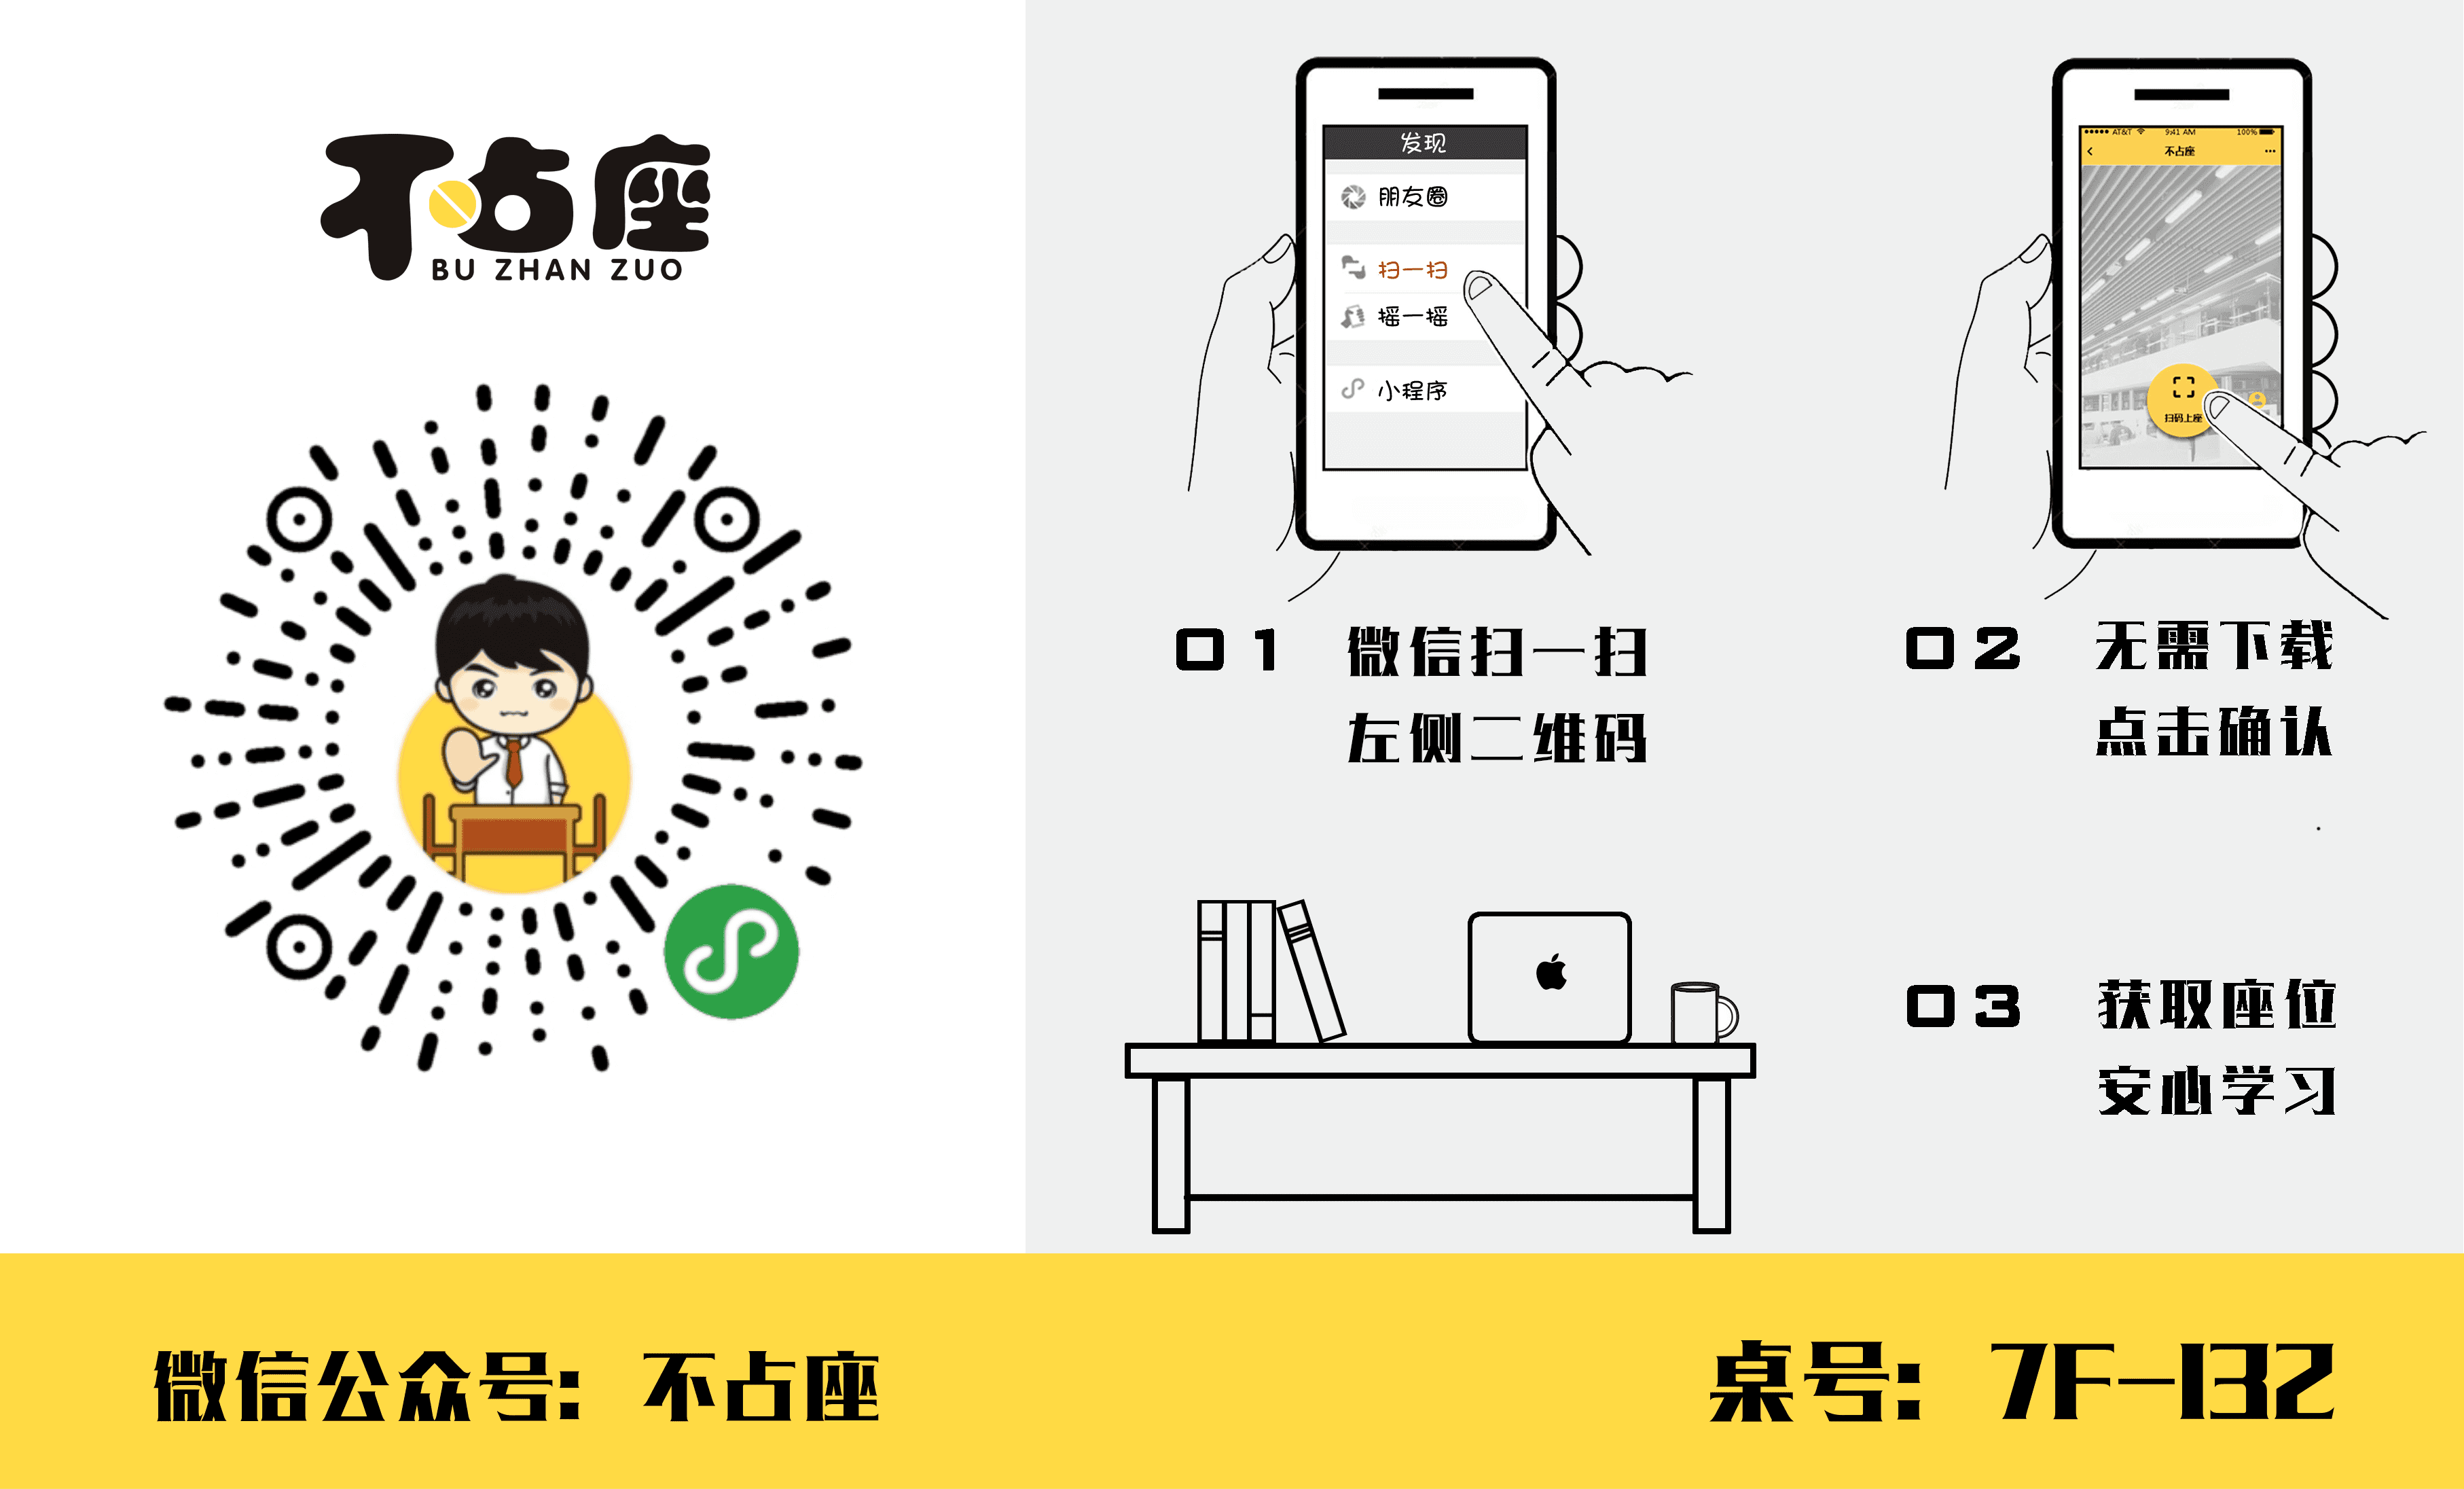 不占座
BU ZHAN ZUO
发现
朋友圈
扫一扫
摇一摇
小程序
AT&T 9:41 AM 100%
不占座
扫码上座
01 微信扫一扫
左侧二维码
02 无需下载
点击确认
03 获取座位
安心学习
微信公众号：不占座
桌号：7F-132